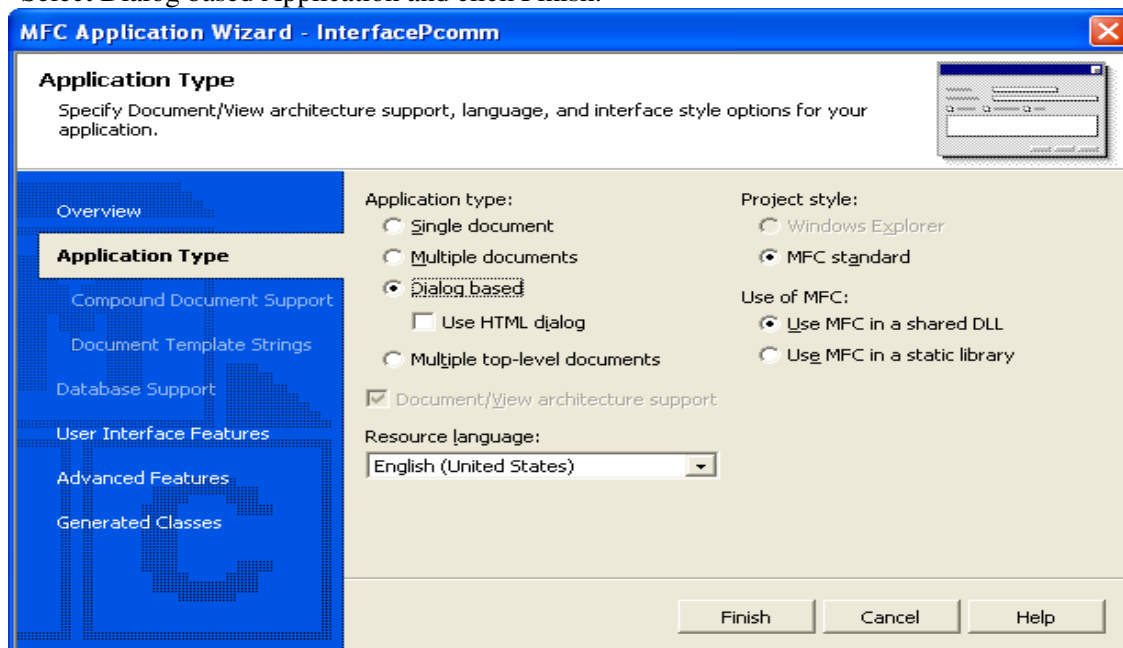 Select Dialog based Application and click Finish.
MFC Application Wizard - InterfacePcomm
Application Type
Specify Document/View architecture support, language, and interface style options for your
application.
Overview
Application Type
Compound Document Support
Document Template Strings
Database Support
User Interface Features
Advanced Features
Generated Classes
Application type:
Single document
Multiple documents
Dialog based
Use HTML dialog
Multiple top-level documents
Document/View architecture support
Resource language:
English (United States)
Project style:
Windows Explorer
MFC standard
Use of MFC:
Use MFC in a shared DLL
Use MFC in a static library
Finish
Cancel
Help